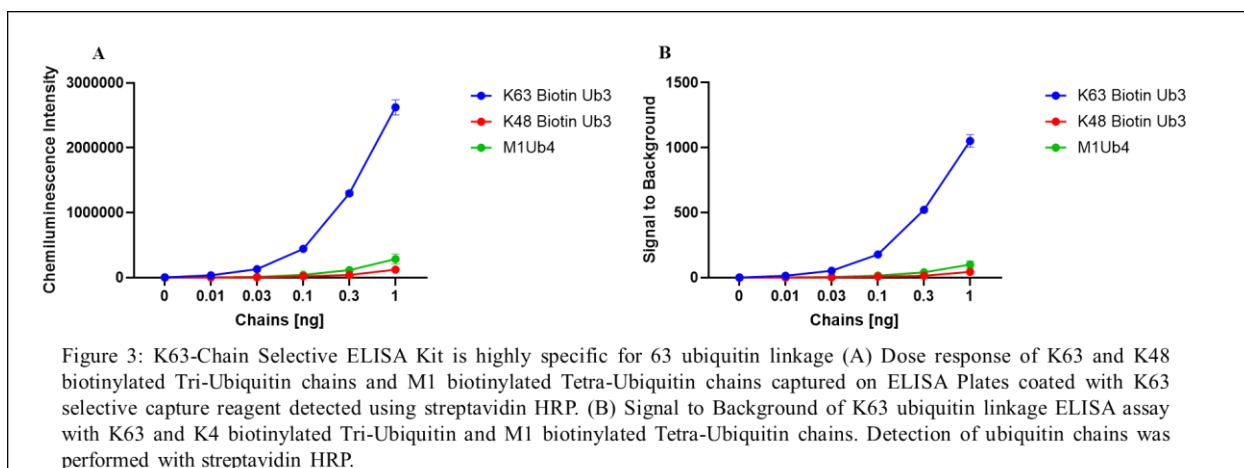 A
B
3000000
2000000
1000000
0
Chemiluminescence Intensity
0 0.01 0.03 0.1 0.3 1
Chains [ng]
K63 Biotin Ub3
K48 Biotin Ub3
M1Ub4
1500
1000
500
0
Signal to Background
0 0.01 0.03 0.1 0.3 1
Chains [ng]
K63 Biotin Ub3
K48 Biotin Ub3
M1Ub4
Figure 3: K63-Chain Selective ELISA Kit is highly specific for 63 ubiquitin linkage (A) Dose response of K63 and K48
biotinylated Tri-Ubiquitin chains and M1 biotinylated Tetra-Ubiquitin chains captured on ELISA Plates coated with K63
selective capture reagent detected using streptavidin HRP. (B) Signal to Background of K63 ubiquitin linkage ELISA assay
with K63 and K4 biotinylated Tri-Ubiquitin and M1 biotinylated Tetra-Ubiquitin chains. Detection of ubiquitin chains was
performed with streptavidin HRP.